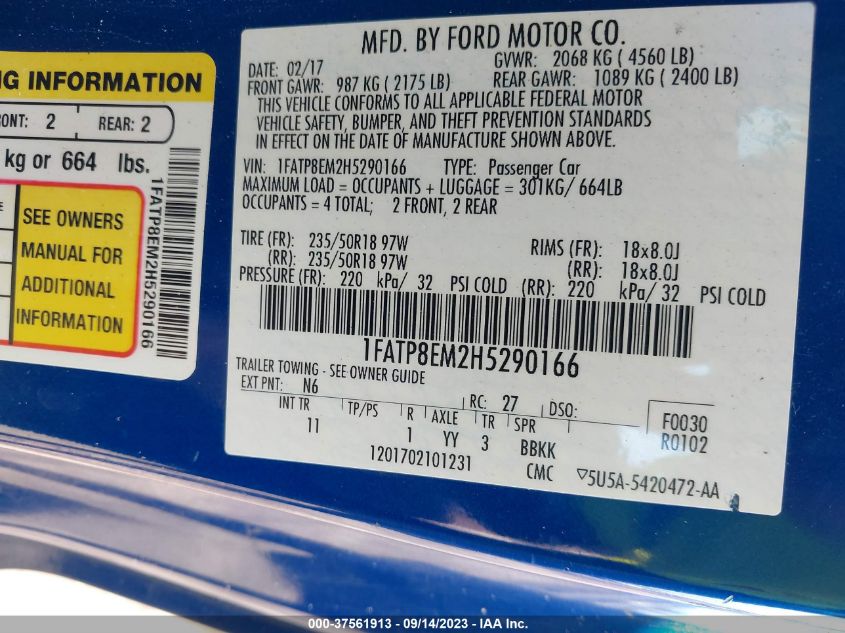 NG INFORMATION
FRONT: 2 REAR: 2
kg or 664 lbs.
SEE OWNERS
MANUAL FOR
ADDITIONAL
INFORMATION
1FATP8EM2H5290166
MFD. BY FORD MOTOR CO.
DATE: 02/17 GVWR: 2068 KG ( 4560 LB)
FRONT GAWR: 987 KG ( 2175 LB) REAR GAWR: 1089 KG ( 2400 LB)
THIS VEHICLE CONFORMS TO ALL APPLICABLE FEDERAL MOTOR
VEHICLE SAFETY, BUMPER, AND THEFT PREVENTION STANDARDS
IN EFFECT ON THE DATE OF MANUFACTURE SHOWN ABOVE.
VIN: 1FATP8EM2H5290166 TYPE: Passenger Car
MAXIMUM LOAD = OCCUPANTS + LUGGAGE = 301KG/ 664LB
OCCUPANTS = 4 TOTAL; 2 FRONT, 2 REAR
TIRE (FR): 235/50R18 97W RIMS (FR): 18x8.0J
(RR): 235/50R18 97W (RR): 18x8.0J
PRESSURE (FR): 220 kPa/ 32 PSI COLD (RR): 220 kPa/ 32 PSI COLD
1FATP8EM2H5290166
TRAILER TOWING - SEE OWNER GUIDE
EXT PNT: N6 RC: 27 DSO:
INT TR TP/PS R AXLE TR SPR
11 1 YY 3 BBKK
F0030
R0102
1201702101231 CMC ▽5U5A-5420472-AA
000-37561913 - 09/14/2023 - IAA Inc.